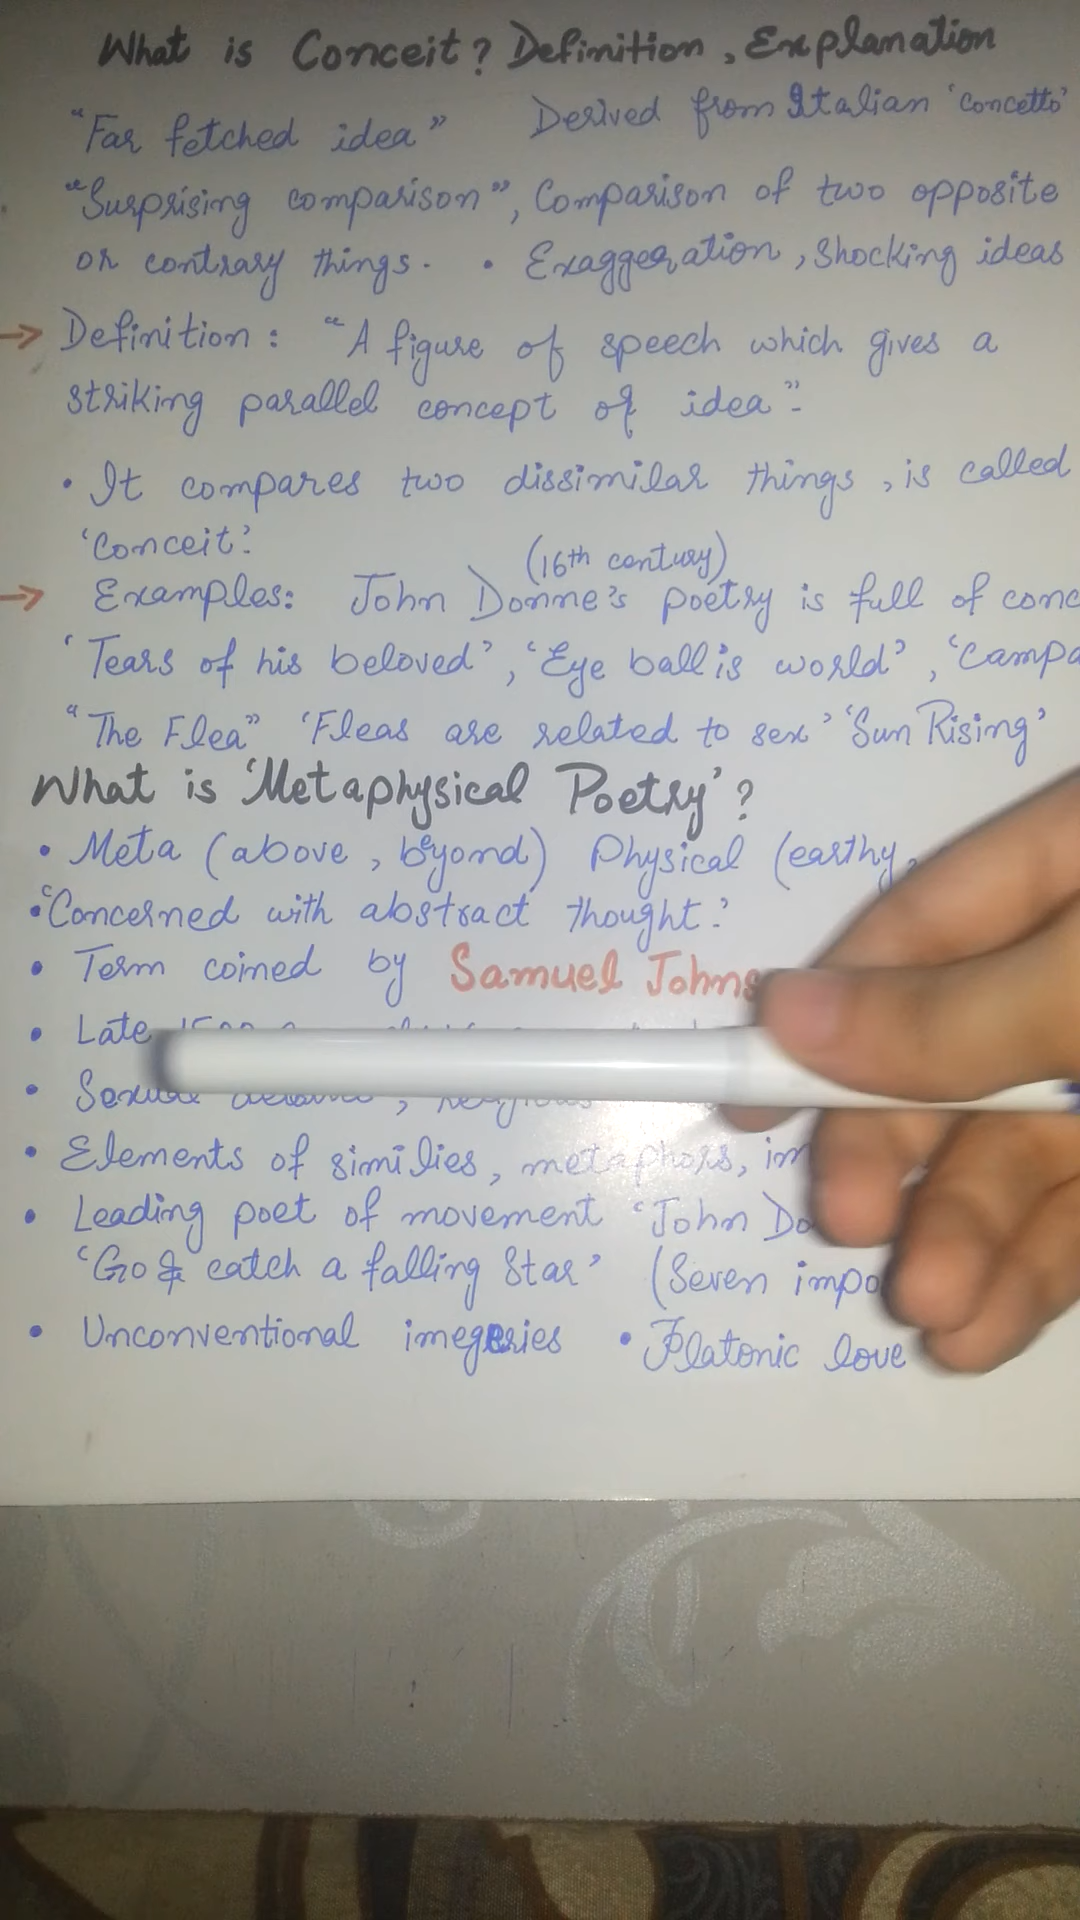 What is Conceit? Definition, Explanation
"Far fetched idea" Derived from Italian 'concetto'
"Surprising comparison", Comparison of two opposite
or contrary things. • Exaggeration, Shocking ideas
→ Definition: "A figure of speech which gives a
striking parallel concept of idea".
• It compares two dissimilar things, is called
'Conceit'.
(16th century)
→ Examples: John Donne's poetry is full of conc
'Tears of his beloved', 'Eye ball is world', 'Campa
"The Flea" 'Fleas are related to sex' 'Sun Rising'
What is 'Metaphysical Poetry'?
• Meta (above, beyond) Physical (earthy,
• 'Concerned with abstract thought.'
• Term coined by Samuel Johns
• Late
•
• Elements of similies, metaphors, im
• Leading poet of movement 'John Do
'Go & catch a falling Star' (Seven impo
• Unconventional imegeries • Platonic love